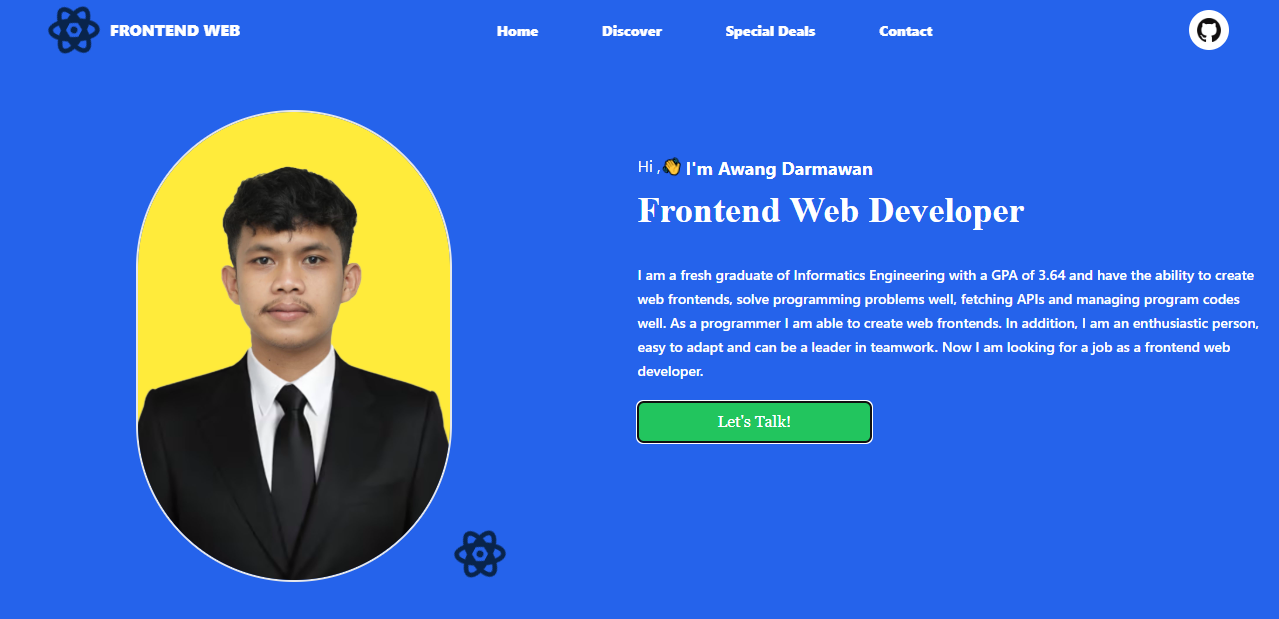 FRONTEND WEB
Home
Discover
Special Deals
Contact
Hi ,👋 I'm Awang Darmawan
Frontend Web Developer
I am a fresh graduate of Informatics Engineering with a GPA of 3.64 and have the ability to create
web frontends, solve programming problems well, fetching APIs and managing program codes
well. As a programmer I am able to create web frontends. In addition, I am an enthusiastic person,
easy to adapt and can be a leader in teamwork. Now I am looking for a job as a frontend web
developer.
Let's Talk!